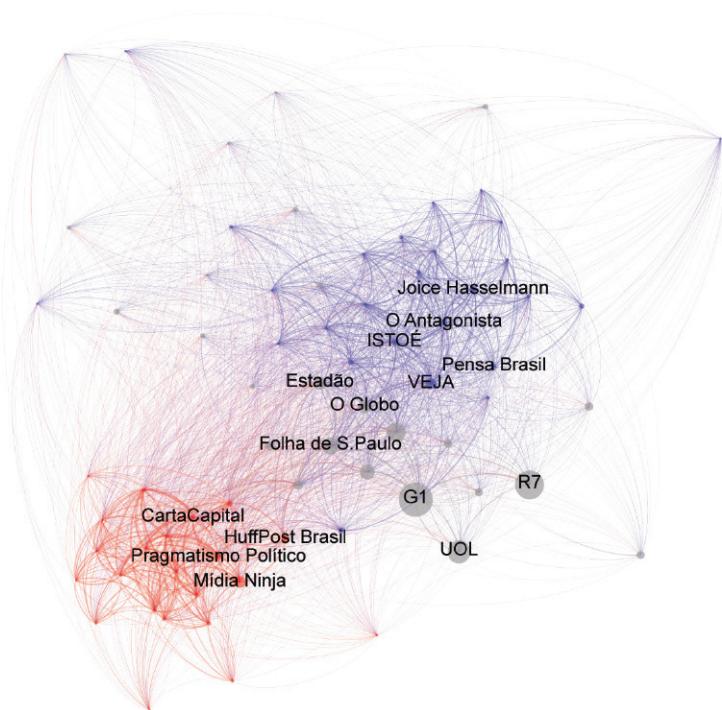 Joice Hasselmann
O Antagonista
ISTOÉ
Pensa Brasil
Estadão
VEJA
O Globo
Folha de S.Paulo
R7
G1
CartaCapital
HuffPost Brasil
UOL
Pragmatismo Político
Mídia Ninja